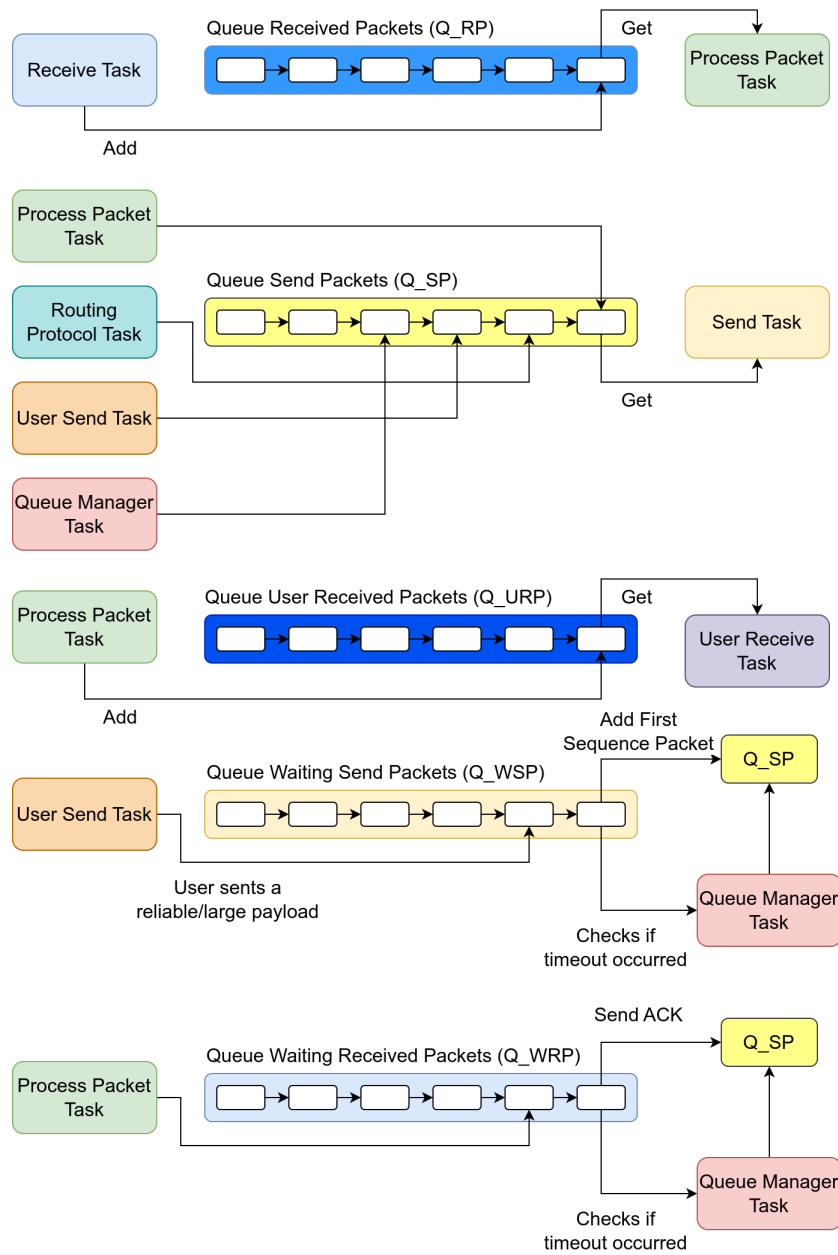 Queue Received Packets (Q_RP)
Get
Receive Task
Process Packet
Task
Add
Process Packet
Task
Queue Send Packets (Q_SP)
Routing
Protocol Task
Send Task
User Send Task
Get
Queue Manager
Task
Queue User Received Packets (Q_URP)
Get
Process Packet
Task
User Receive
Task
Add
Add First
Sequence Packet
Queue Waiting Send Packets (Q_WSP)
Q_SP
User Send Task
User sents a
reliable/large payload
Queue Manager
Task
Checks if
timeout occurred
Send ACK
Queue Waiting Received Packets (Q_WRP)
Q_SP
Process Packet
Task
Queue Manager
Task
Checks if
timeout occurred